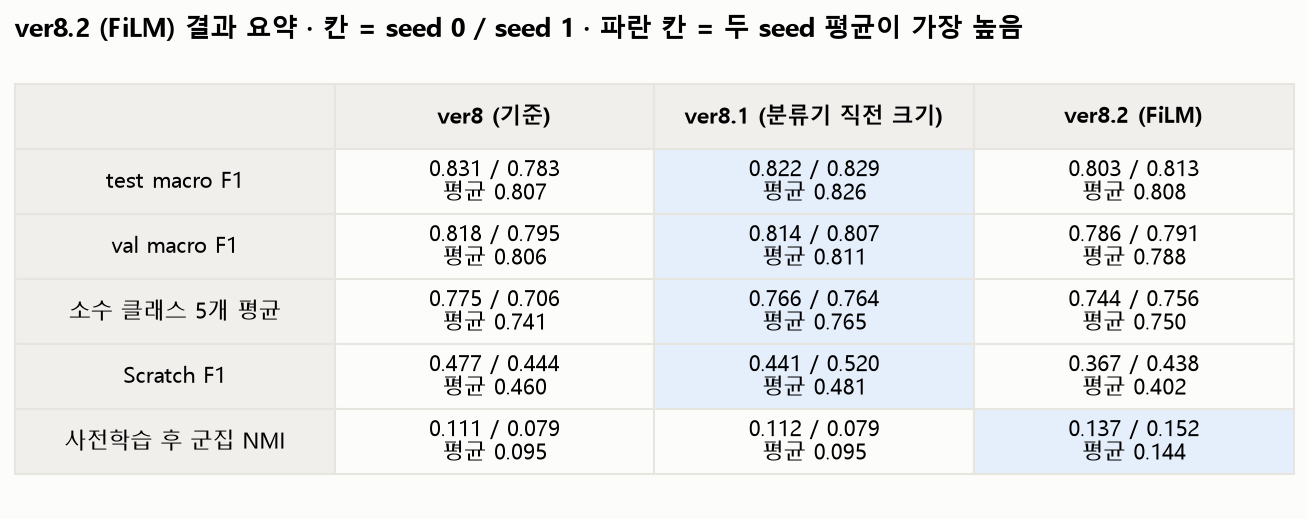 ver8.2 (FiLM) 결과 요약 · 칸 = seed 0 / seed 1 · 파란 칸 = 두 seed 평균이 가장 높음
ver8 (기준)
ver8.1 (분류기 직전 크기)
ver8.2 (FiLM)
test macro F1
0.831 / 0.783
평균 0.807
0.822 / 0.829
평균 0.826
0.803 / 0.813
평균 0.808
val macro F1
0.818 / 0.795
평균 0.806
0.814 / 0.807
평균 0.811
0.786 / 0.791
평균 0.788
소수 클래스 5개 평균
0.775 / 0.706
평균 0.741
0.766 / 0.764
평균 0.765
0.744 / 0.756
평균 0.750
Scratch F1
0.477 / 0.444
평균 0.460
0.441 / 0.520
평균 0.481
0.367 / 0.438
평균 0.402
사전학습 후 군집 NMI
0.111 / 0.079
평균 0.095
0.112 / 0.079
평균 0.095
0.137 / 0.152
평균 0.144